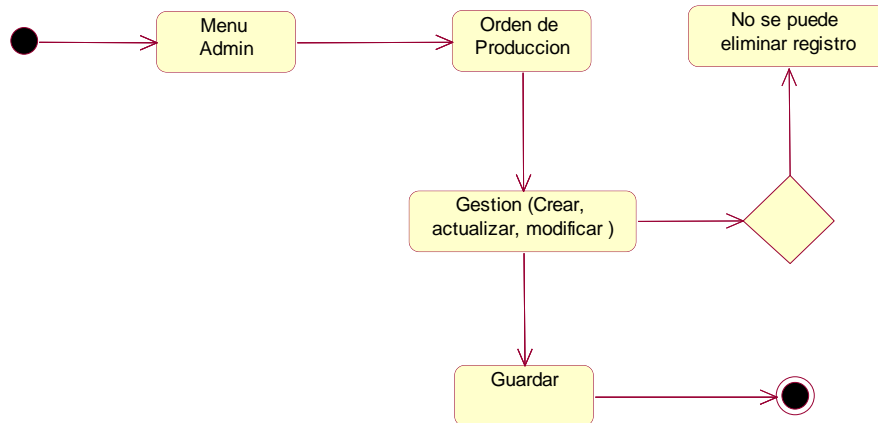 Menu
Admin
Orden de
Produccion
No se puede
eliminar registro
Gestion (Crear,
actualizar, modificar )
Guardar